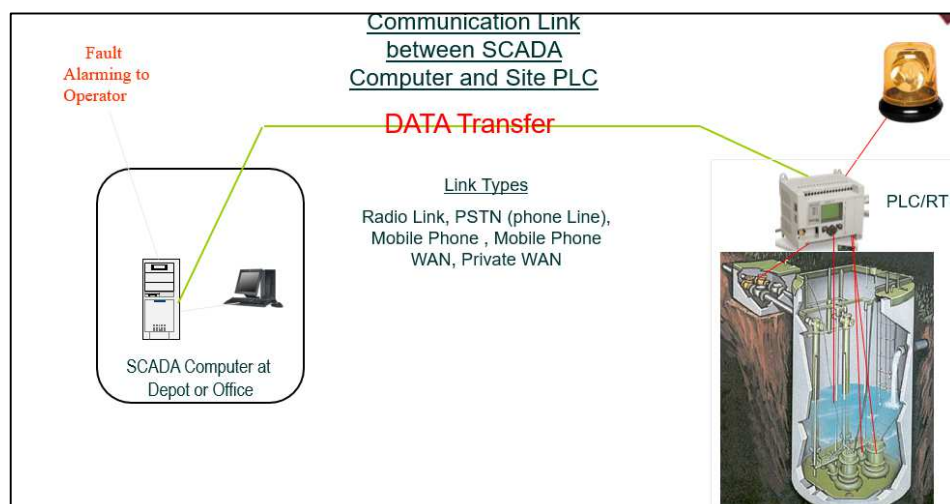 Communication Link
between SCADA
Computer and Site PLC
Fault
Alarming to
Operator
DATA Transfer
Link Types
Radio Link, PSTN (phone Line),
Mobile Phone , Mobile Phone
WAN, Private WAN
PLC/RT
SCADA Computer at
Depot or Office